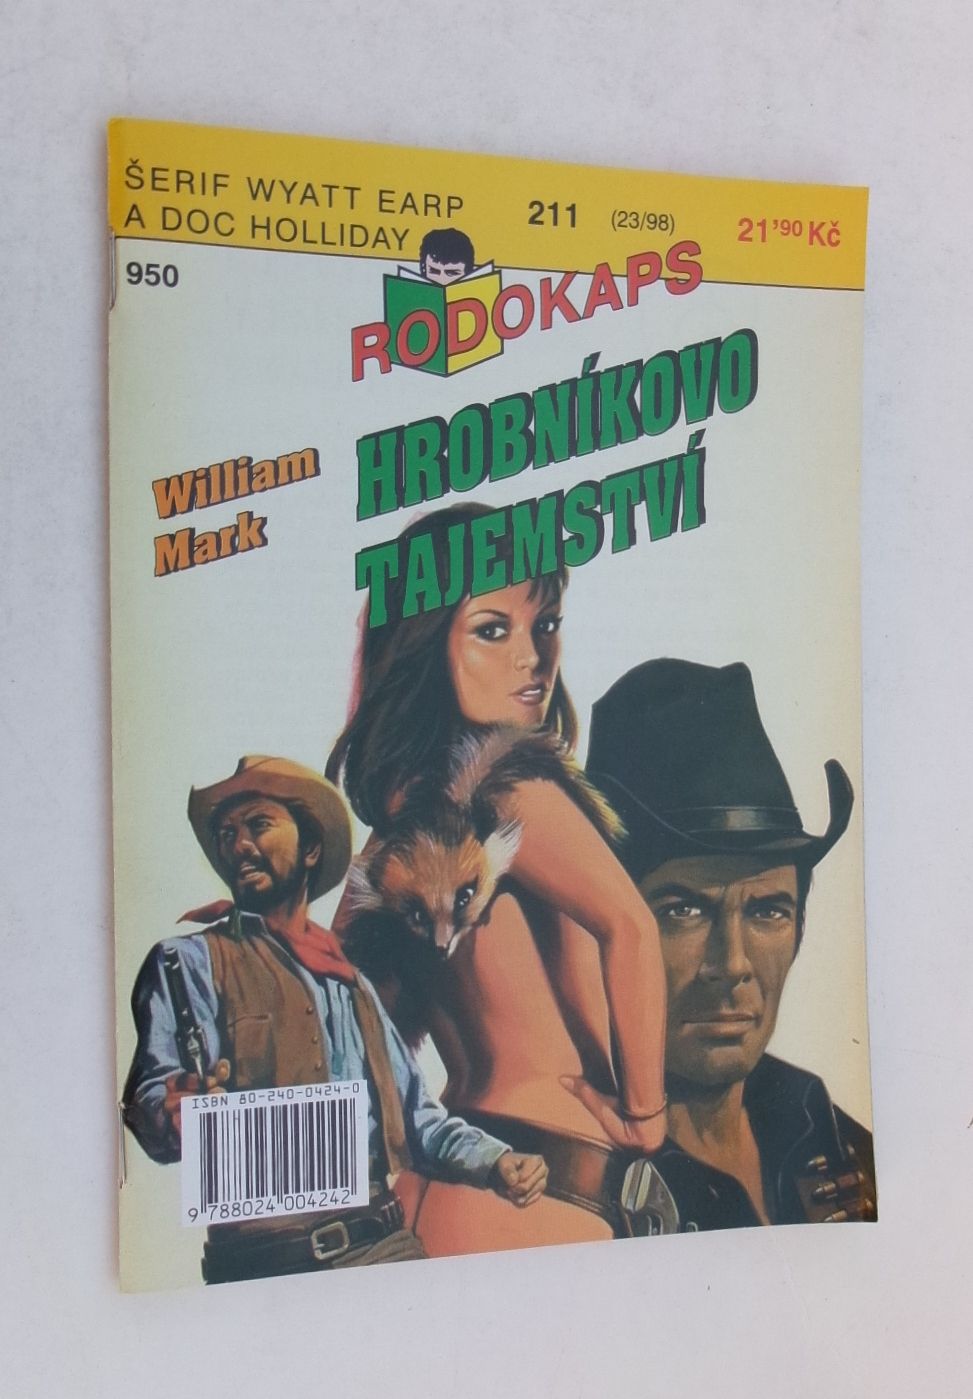 ŠERIF WYATT EARP
A DOC HOLLIDAY
211 (23/98) 21’90 Kč
950
RODOKAPS
HROBNÍKOVO
TAJEMSTVÍ
William
Mark
ISBN 80-240-0424-0
9 788024 004242